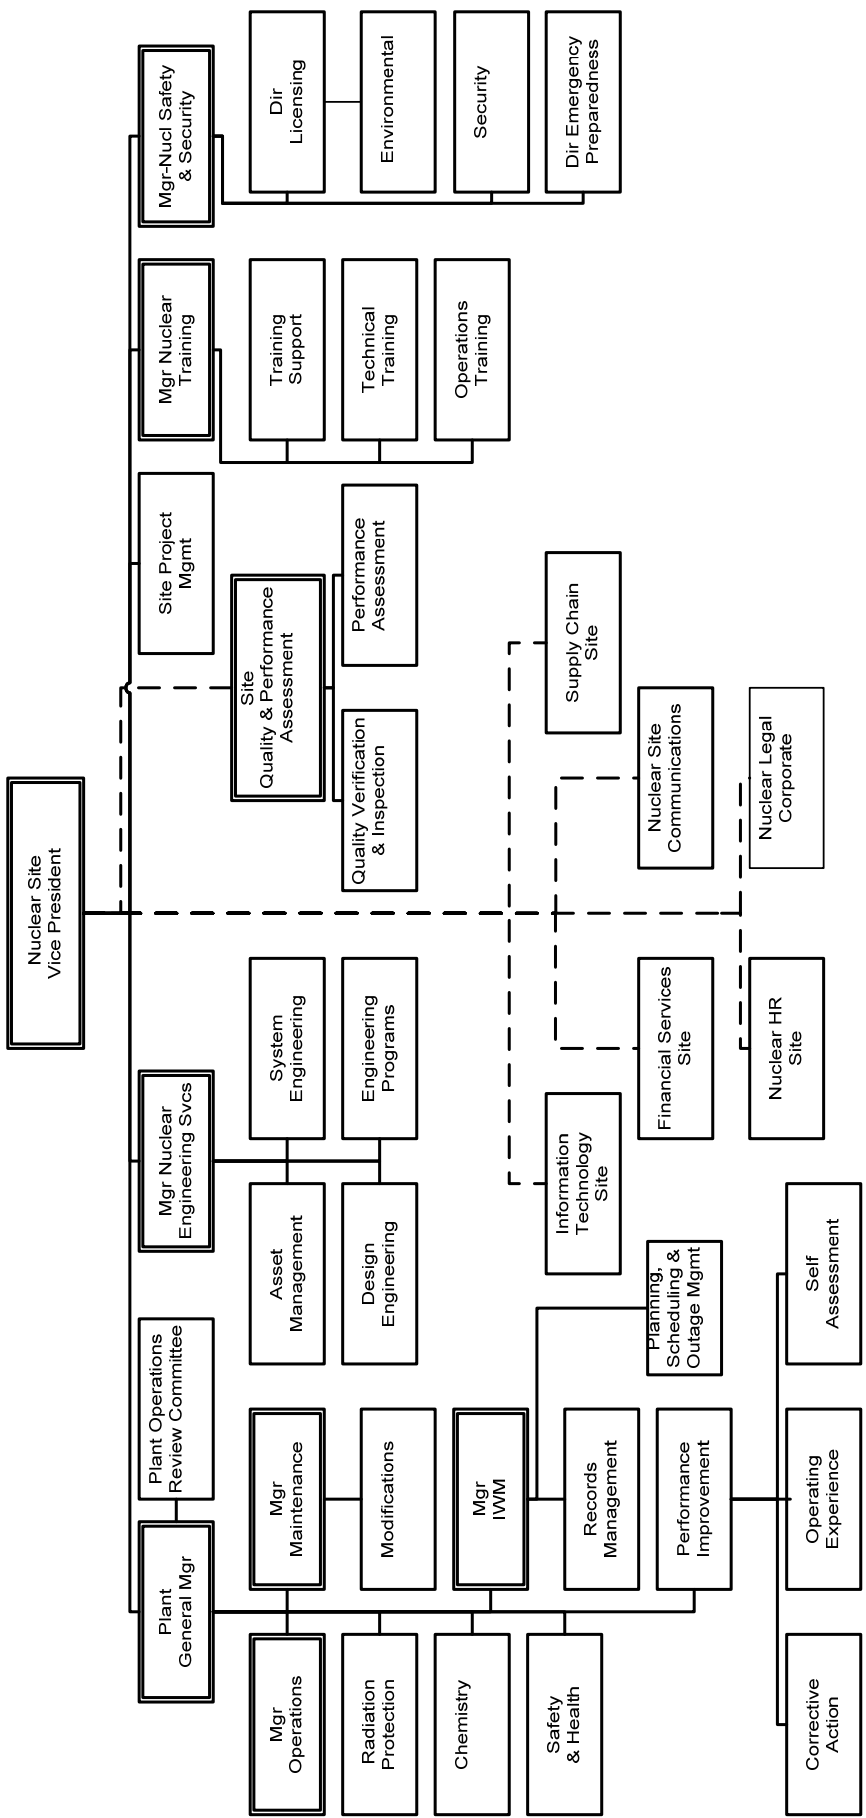 Nuclear Site
Vice President
Plant
General Mgr
Plant Operations
Review Committee
Mgr Nuclear
Engineering Svcs
Site Project
Mgmt
Mgr Nuclear
Training
Mgr-Nucl Safety
& Security
Site
Quality & Performance
Assessment
Mgr
Operations
Mgr
Maintenance
Asset
Management
System
Engineering
Training
Support
Dir
Licensing
Radiation
Protection
Modifications
Design
Engineering
Engineering
Programs
Quality Verification
& Inspection
Performance
Assessment
Technical
Training
Environmental
Chemistry
Mgr
IWM
Operations
Training
Security
Safety
& Health
Records
Management
Information
Technology
Site
Supply Chain
Site
Dir Emergency
Preparedness
Performance
Improvement
Planning,
Scheduling &
Outage Mgmt
Financial Services
Site
Nuclear Site
Communications
Nuclear HR
Site
Nuclear Legal
Corporate
Corrective
Action
Operating
Experience
Self
Assessment